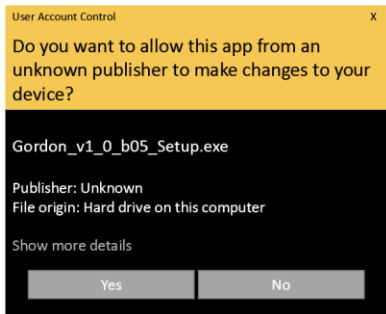 User Account Control X
Do you want to allow this app from an
unknown publisher to make changes to your
device?
Gordon_v1_0_b05_Setup.exe
Publisher: Unknown
File origin: Hard drive on this computer
Show more details
Yes No